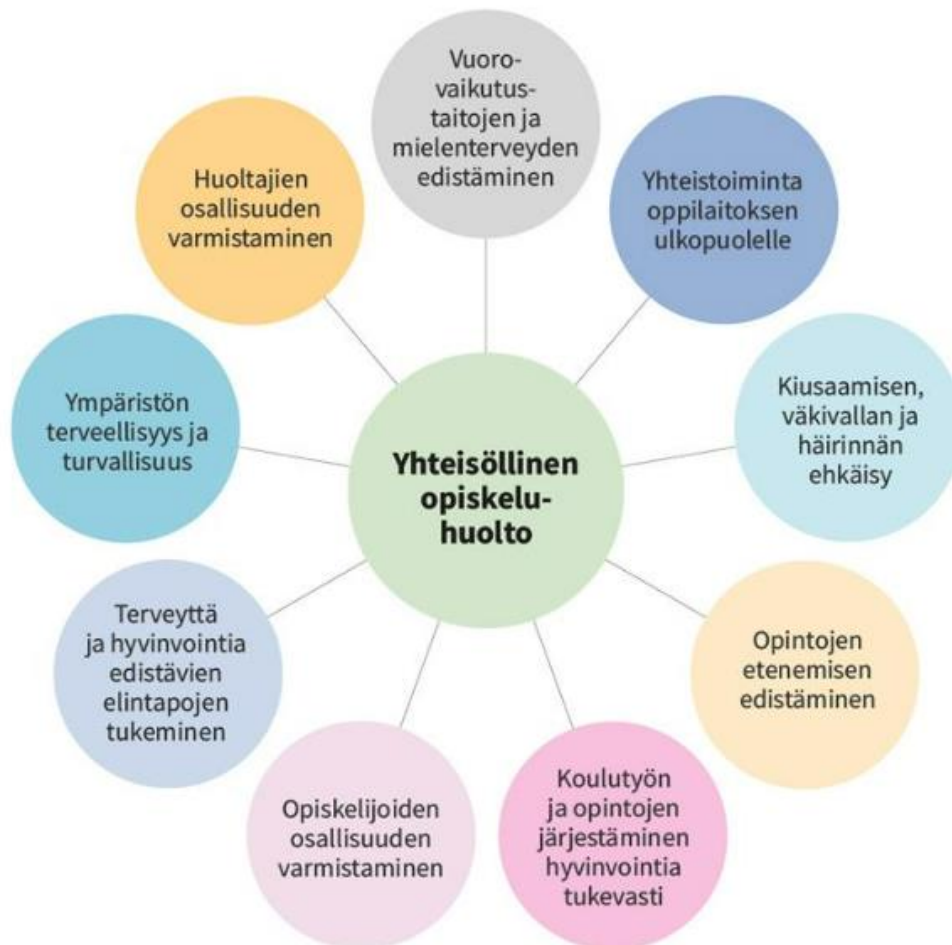 Vuoro-
vaikutus-
taitojen ja
mielenterveyden
edistäminen
Yhteistoiminta
oppilaitoksen
ulkopuolelle
Kiusaamisen,
väkivallan ja
häirinnän
ehkäisy
Opintojen
etenemisen
edistäminen
Koulutyön
ja opintojen
järjestäminen
hyvinvointia
tukevasti
Opiskelijoiden
osallisuuden
varmistaminen
Terveyttä
ja hyvinvointia
edistävien
elintapojen
tukeminen
Ympäristön
terveellisyys ja
turvallisuus
Huoltajien
osallisuuden
varmistaminen
Yhteisöllinen
opiskelu-
huolto